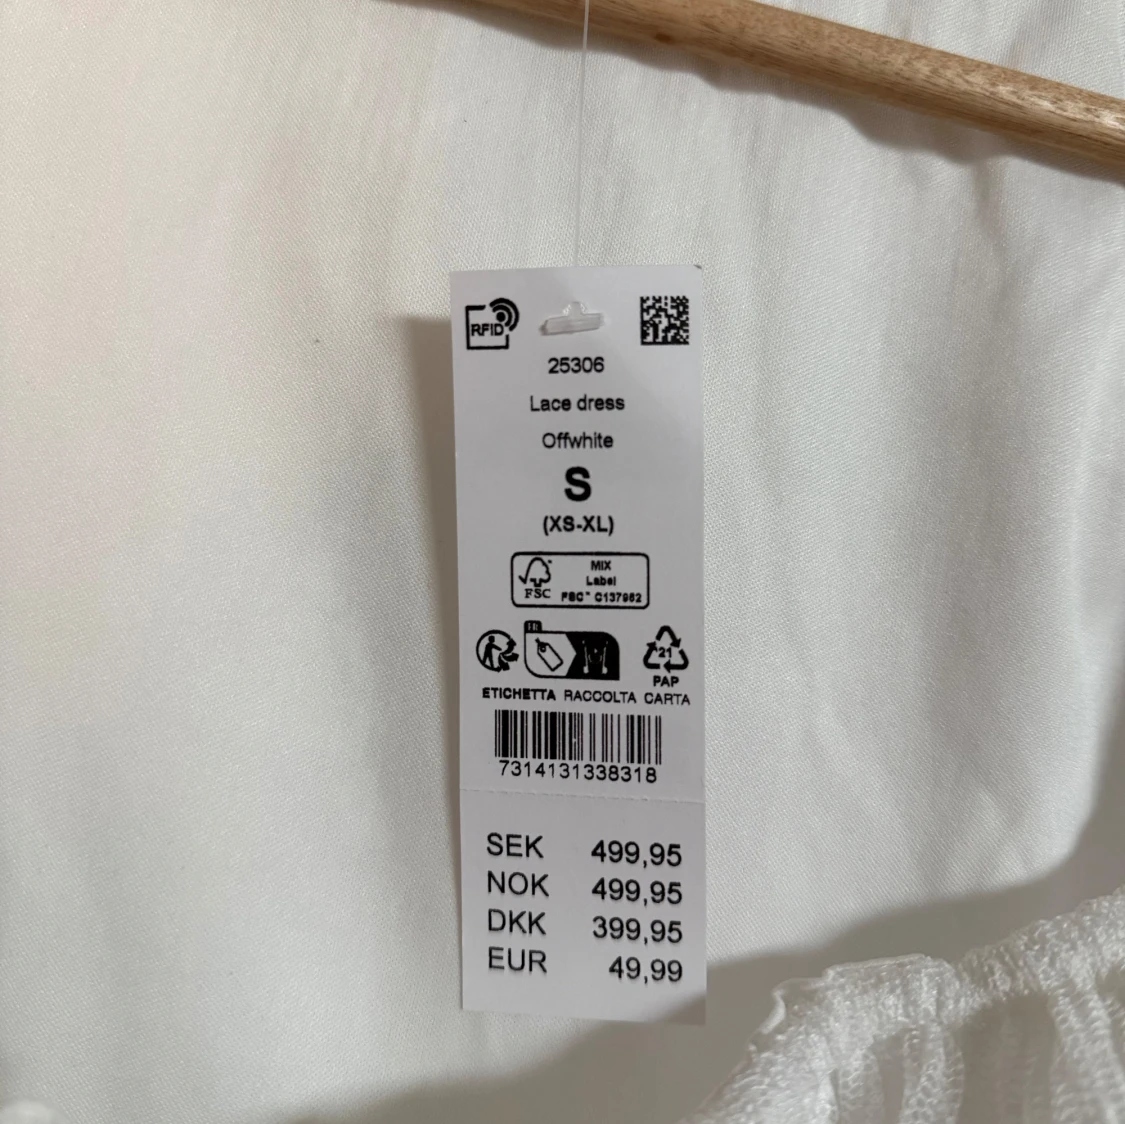 RFID
25306
Lace dress
Offwhite
S
(XS-XL)
FSC
MIX
Label
FSC™ C137962
FR
21
PAP
ETICHETTA RACCOLTA CARTA
7314131338318
SEK 499,95
NOK 499,95
DKK 399,95
EUR 49,99